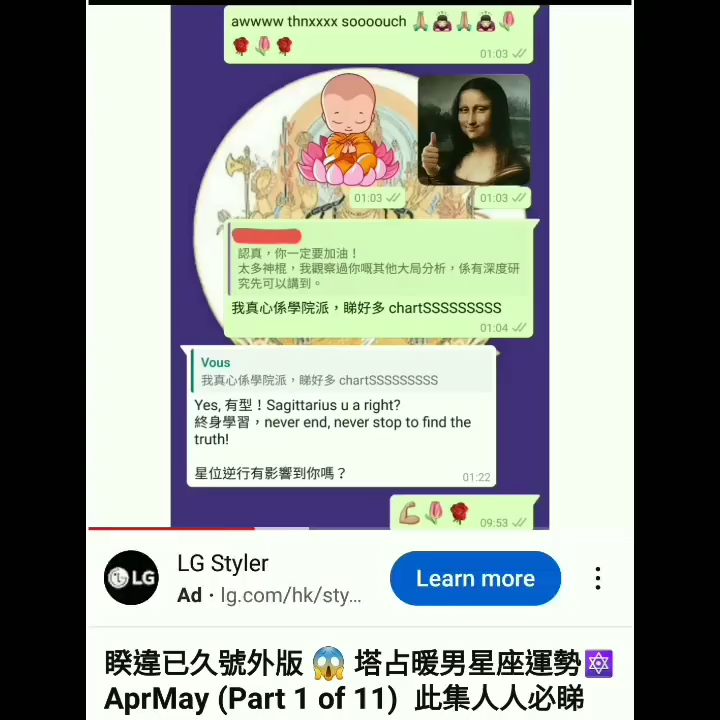 awwww thnxxxx soooouch 🙏🏼🙇🏻🙏🏼🙇🏻🌷
🌹🌷🌹
01:03
01:03
01:03
認真，你一定要加油！
太多神棍，我觀察過你嘅其他大局分析，係有深度研
究先可以講到。
我真心係學院派，睇好多 chartSSSSSSSSS
01:04
Vous
我真心係學院派，睇好多 chartSSSSSSSSS
Yes, 有型！Sagittarius u a right?
終身學習，never end, never stop to find the
truth!
星位逆行有影響到你嗎？
01:22
💪🏼🌷🌹
09:53
LG
LG Styler
Learn more
Ad · lg.com/hk/sty...
睽違已久號外版 😱 塔占暖男星座運勢🔯
AprMay (Part 1 of 11) 此集人人必睇